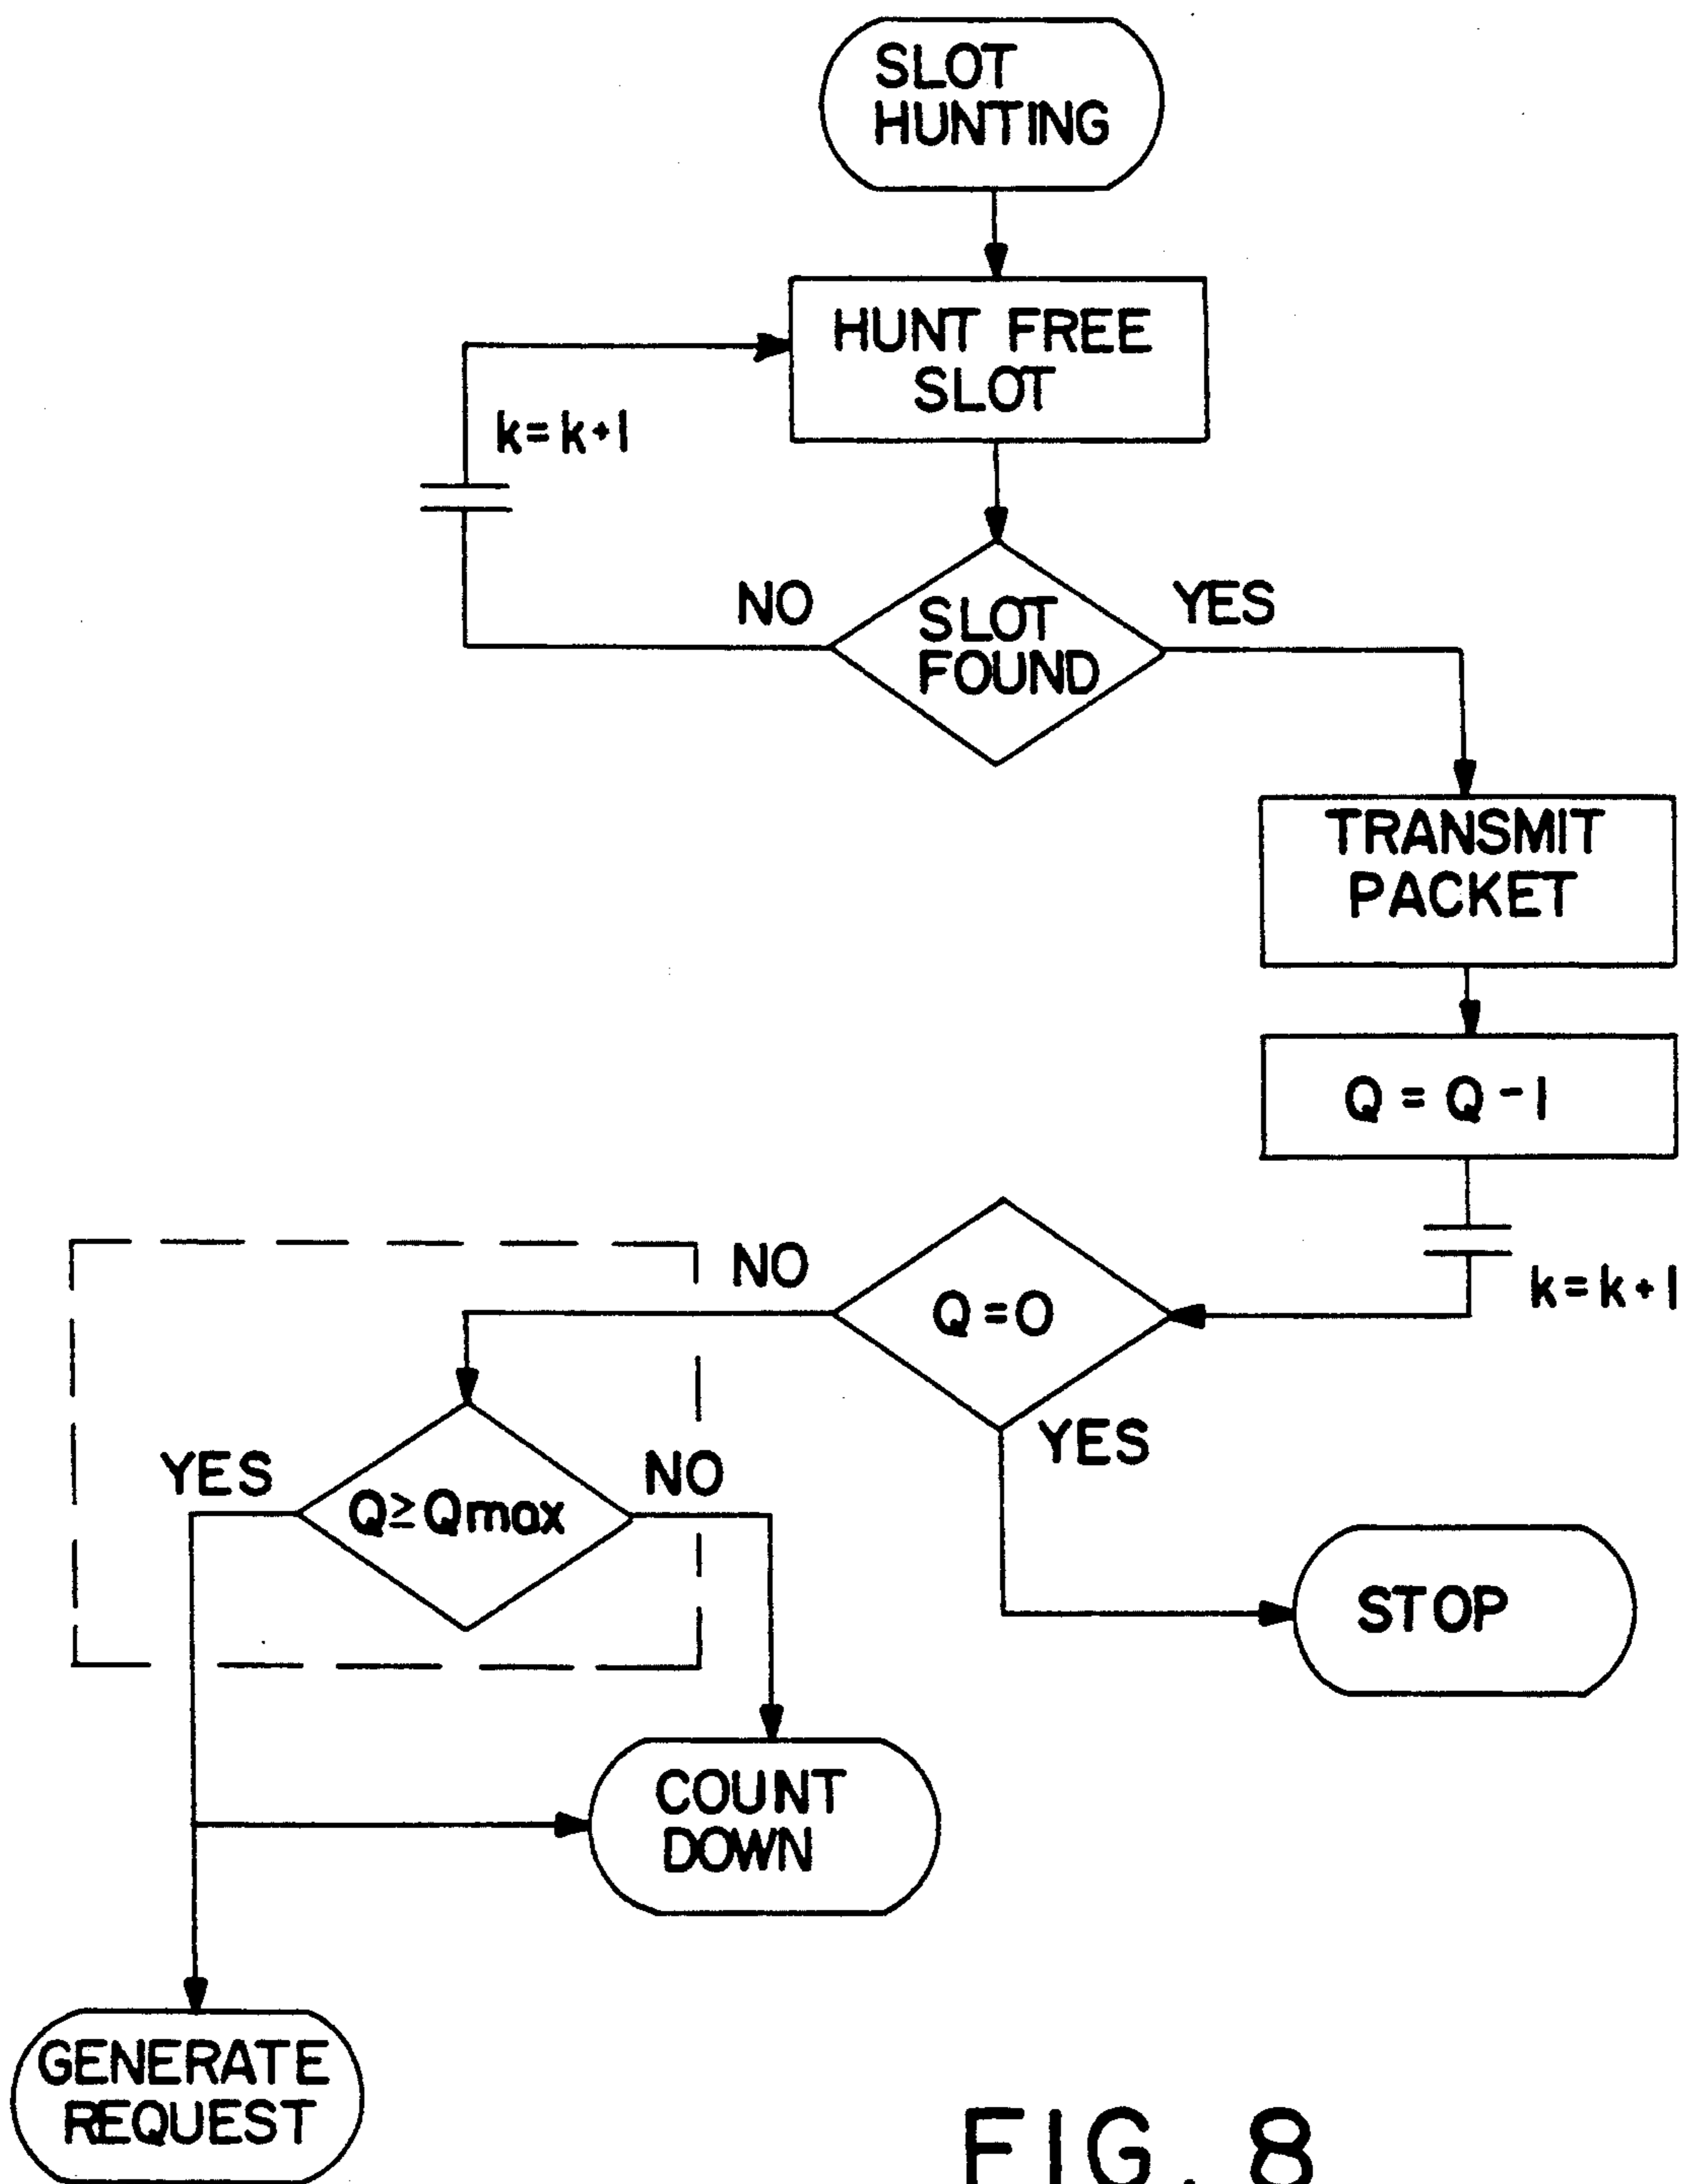 SLOT
HUNTING
HUNT FREE
SLOT
k=k+1
NO
SLOT
FOUND
YES
TRANSMIT
PACKET
Q = Q -1
k=k+1
NO
Q=0
YES
YES
Q≥Qmax
NO
STOP
COUNT
DOWN
GENERATE
REQUEST
FIG. 8